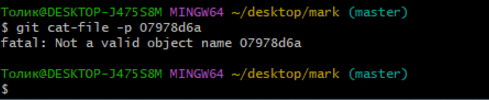 Толик@DESKTOP-J475S8M MINGW64 ~/desktop/mark (master)
$ git cat-file -p 07978d6a
fatal: Not a valid object name 07978d6a
Толик@DESKTOP-J475S8M MINGW64 ~/desktop/mark (master)
$